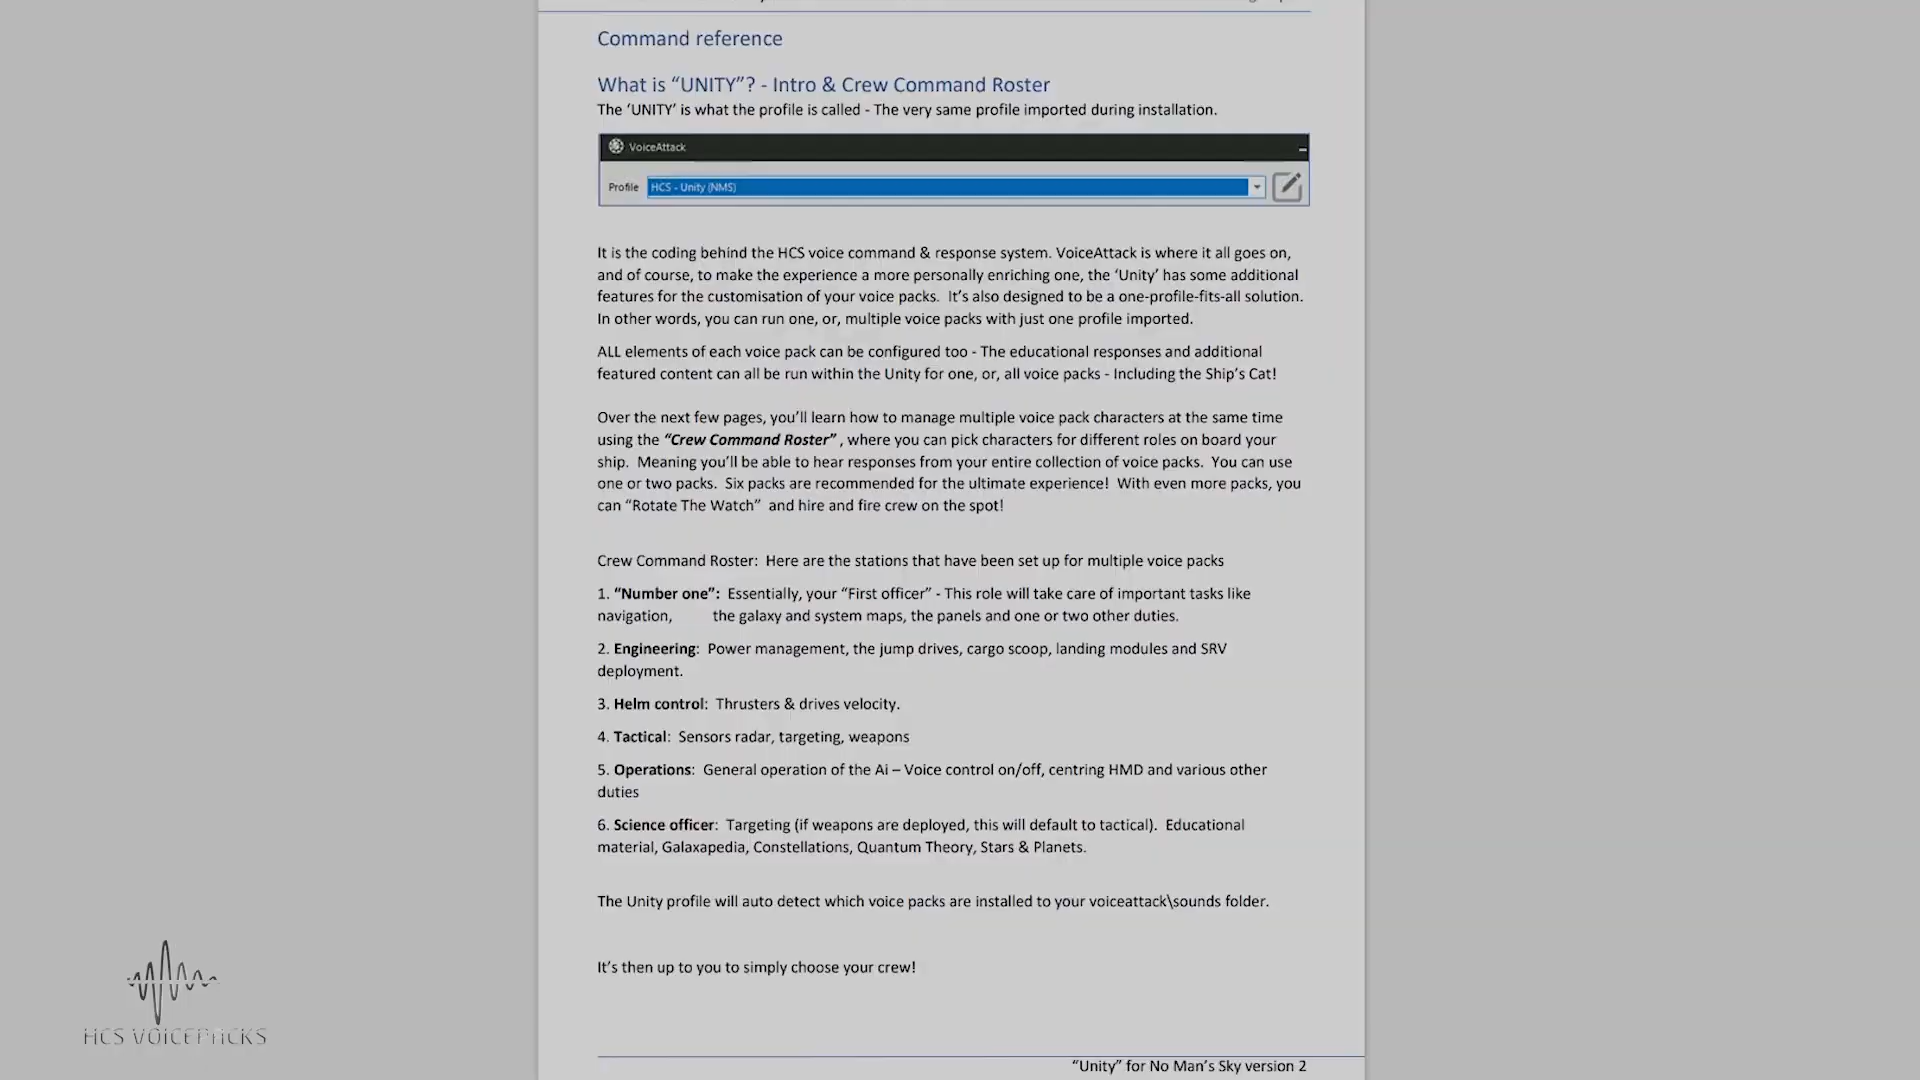 Command reference
What is “UNITY”? - Intro & Crew Command Roster
The ‘UNITY’ is what the profile is called - The very same profile imported during installation.
VoiceAttack
Profile HCS - Unity (NMS)
It is the coding behind the HCS voice command & response system. VoiceAttack is where it all goes on,
and of course, to make the experience a more personally enriching one, the ‘Unity’ has some additional
features for the customisation of your voice packs. It’s also designed to be a one-profile-fits-all solution.
In other words, you can run one, or, multiple voice packs with just one profile imported.
ALL elements of each voice pack can be configured too - The educational responses and additional
featured content can all be run within the Unity for one, or, all voice packs - Including the Ship’s Cat!
Over the next few pages, you’ll learn how to manage multiple voice pack characters at the same time
using the “Crew Command Roster” , where you can pick characters for different roles on board your
ship. Meaning you’ll be able to hear responses from your entire collection of voice packs. You can use
one or two packs. Six packs are recommended for the ultimate experience! With even more packs, you
can “Rotate The Watch” and hire and fire crew on the spot!
Crew Command Roster: Here are the stations that have been set up for multiple voice packs
1. “Number one”: Essentially, your “First officer” - This role will take care of important tasks like
navigation, the galaxy and system maps, the panels and one or two other duties.
2. Engineering: Power management, the jump drives, cargo scoop, landing modules and SRV
deployment.
3. Helm control: Thrusters & drives velocity.
4. Tactical: Sensors radar, targeting, weapons
5. Operations: General operation of the Ai – Voice control on/off, centring HMD and various other
duties
6. Science officer: Targeting (if weapons are deployed, this will default to tactical). Educational
material, Galaxapedia, Constellations, Quantum Theory, Stars & Planets.
The Unity profile will auto detect which voice packs are installed to your voiceattack\sounds folder.
It’s then up to you to simply choose your crew!
HCS VOICEPACKS
“Unity” for No Man’s Sky version 2